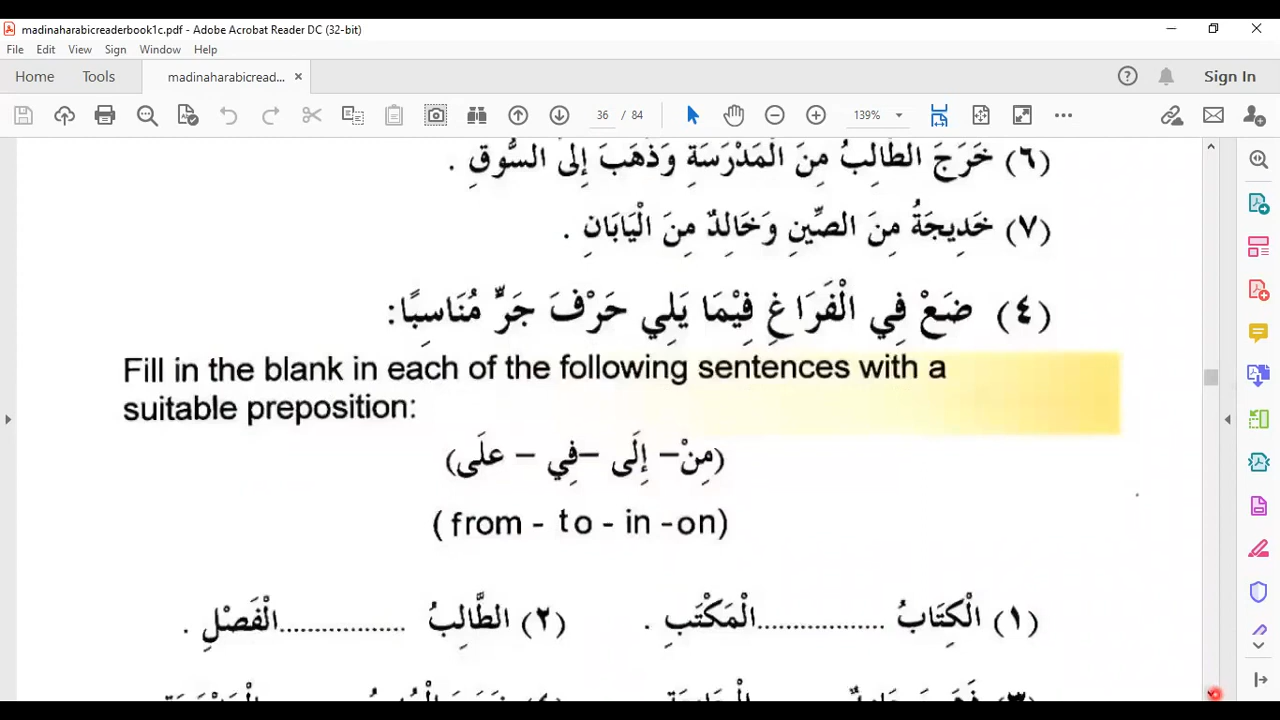 madinaharabicreaderbook1c.pdf - Adobe Acrobat Reader DC (32-bit)
File Edit View Sign Window Help
Home Tools madinaharabicread... × Sign In
36 / 84 139%
(٦) خَرَجَ الطَّالِبُ مِنَ الْمَدْرَسَةِ وَذَهَبَ إِلَى السُّوقِ .
(٧) خَدِيجَةُ مِنَ الصِّينِ وَخَالِدٌ مِنَ الْيَابَانِ .
(٤) ضَعْ فِي الْفَرَاغِ فِيْمَا يَلِي حَرْفَ جَرٍّ مُنَاسِبًا:
Fill in the blank in each of the following sentences with a
suitable preposition:
(مِنْ– إِلَى –فِي – علَى)
(from - to - in -on)
(١) الْكِتَابُ .................الْمَكْتَبِ . (٢) الطَّالِبُ .................الْفَصْلِ .